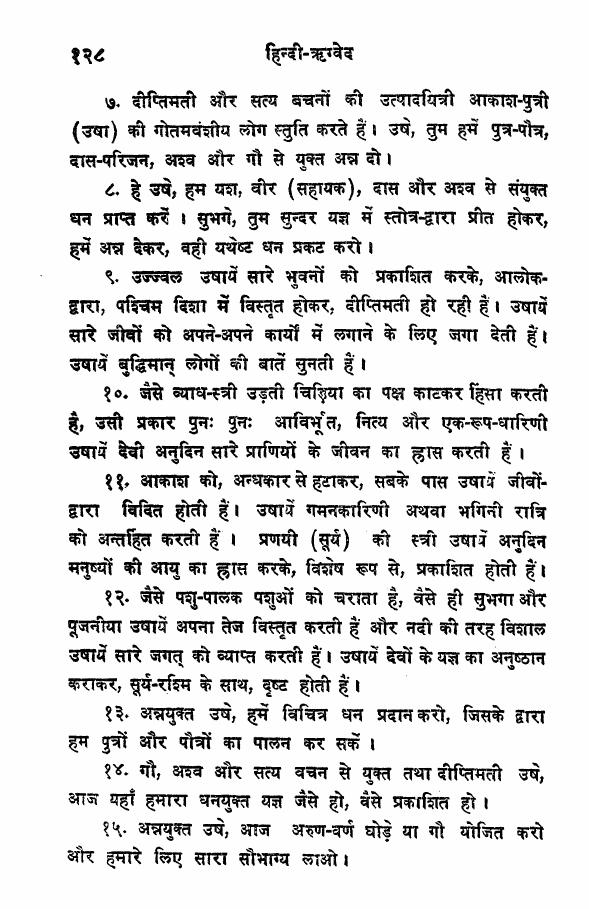 १२८ हिन्दी-ऋग्वेद
७. दीप्तिमती और सत्य बचनों की उत्पादयित्री आकाश-पुत्री
(उषा) की गोतमबंशीय लोग स्तुति करते हैं। उषे, तुम हमें पुत्र-पौत्र,
दास-परिजन, अश्व और गौ से युक्त अन्न दो।
८. हे उषे, हम यश, वीर (सहायक), दास और अश्व से संयुक्त
धन प्राप्त करें । सुभगे, तुम सुन्दर यज्ञ में स्तोत्र-द्वारा प्रीत होकर,
हमें अन्न देकर, वही यथेष्ट धन प्रकट करो।
९. उज्ज्वल उषायें सारे भुवनों को प्रकाशित करके, आलोक-
द्वारा, पश्चिम दिशा में विस्तृत होकर, दीप्तिमती हो रही हैं। उषायें
सारे जीवों को अपने-अपने कार्यों में लगाने के लिए जगा देती हैं।
उषायें बुद्धिमान् लोगों की बातें सुनती हैं।
१०. जैसे व्याध-स्त्री उड़ती चिड़िया का पक्ष काटकर हिंसा करती
है, उसी प्रकार पुनः पुनः आविर्भूत, नित्य और एक-रूप-धारिणी
उषायें देवी अनुदिन सारे प्राणियों के जीवन का ह्रास करती हैं।
११. आकाश को, अन्धकार से हटाकर, सबके पास उषायें जीवों-
द्वारा विदित होती हैं। उषायें गमनकारिणी अथवा भगिनी रात्रि
को अन्तर्हित करती हैं । प्रणयी (सूर्य) की स्त्री उषायें अनुदिन
मनुष्यों की आयु का ह्रास करके, विशेष रूप से, प्रकाशित होती हैं।
१२. जैसे पशु-पालक पशुओं को चराता है, वैसे ही सुभगा और
पूजनीया उषायें अपना तेज विस्तृत करती हैं और नदी की तरह विशाल
उषायें सारे जगत् को व्याप्त करती हैं। उषायें देवों के यज्ञ का अनुष्ठान
कराकर, सूर्य-रश्मि के साथ, दृष्ट होती हैं।
१३. अन्नयुक्त उषे, हमें विचित्र धन प्रदान करो, जिसके द्वारा
हम पुत्रों और पौत्रों का पालन कर सकें ।
१४. गौ, अश्व और सत्य वचन से युक्त तथा दीप्तिमती उषे,
आज यहाँ हमारा धनयुक्त यज्ञ जैसे हो, वैसे प्रकाशित हो।
१५. अन्नयुक्त उषे, आज अरुण-वर्ण घोड़े या गौ योजित करो
और हमारे लिए सारा सौभाग्य लाओ।